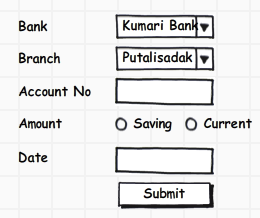 Bank Kumari Bank
Branch Putalisadak
Account No
Amount Saving Current
Date
Submit